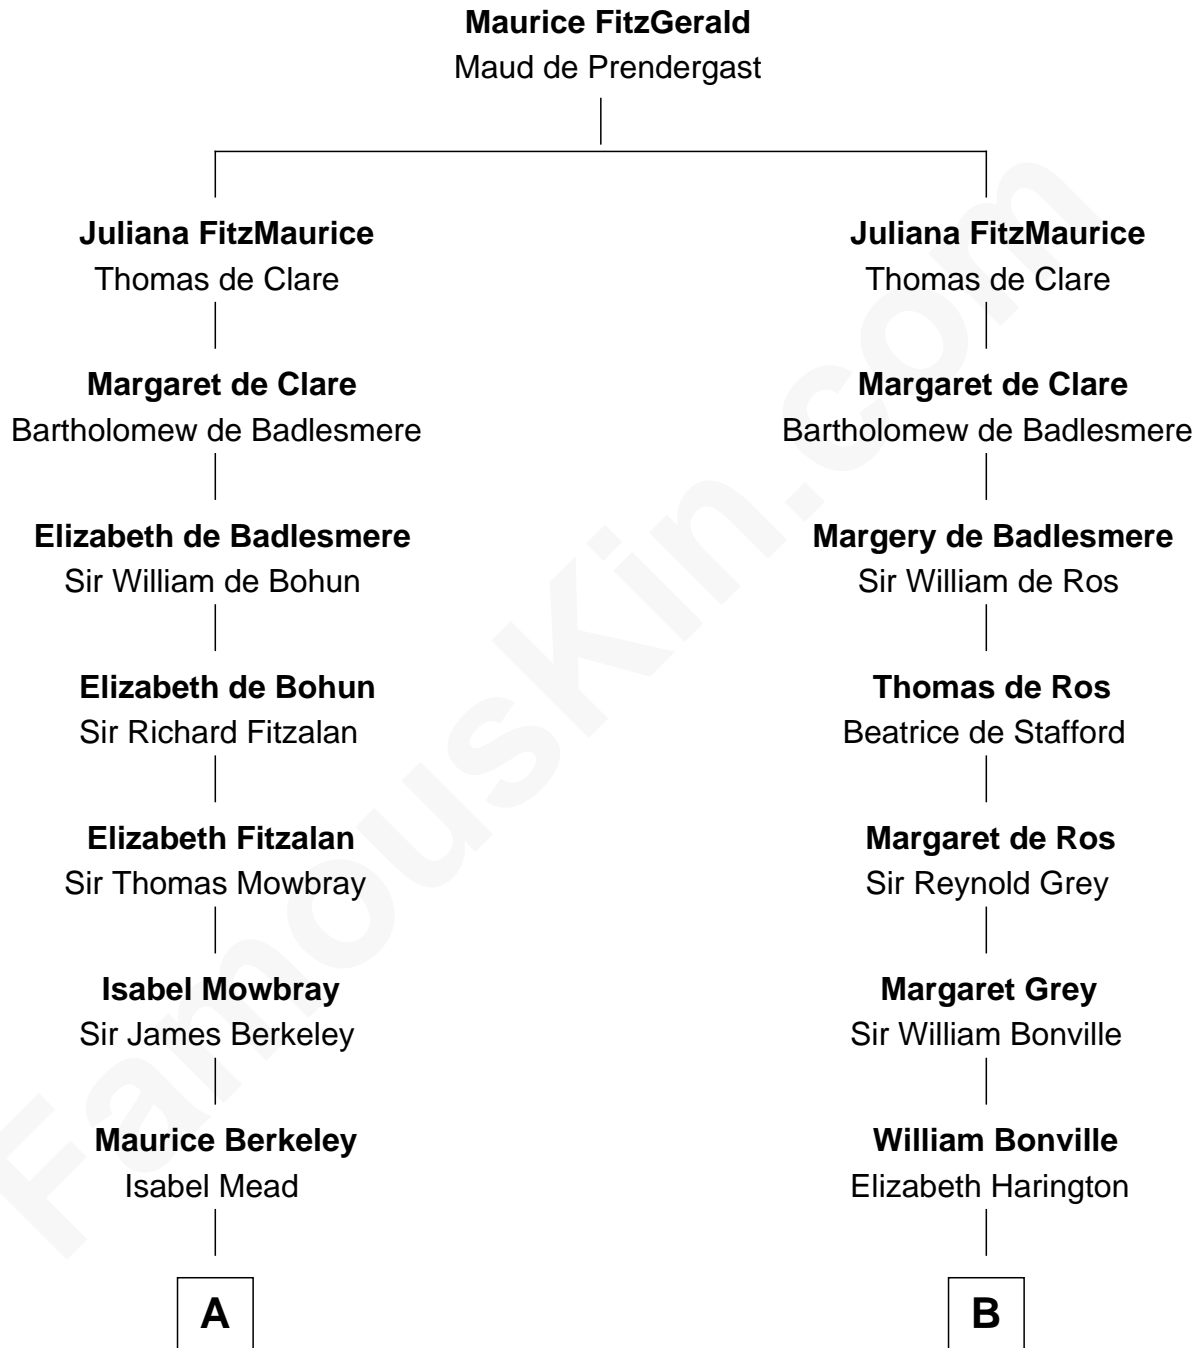 Maurice FitzGerald
Maud de Prendergast
Juliana FitzMaurice
Thomas de Clare
Margaret de Clare
Bartholomew de Badlesmere
Elizabeth de Badlesmere
Sir William de Bohun
Elizabeth de Bohun
Sir Richard Fitzalan
Elizabeth Fitzalan
Sir Thomas Mowbray
Isabel Mowbray
Sir James Berkeley
Maurice Berkeley
Isabel Mead
A
Juliana FitzMaurice
Thomas de Clare
Margaret de Clare
Bartholomew de Badlesmere
Margery de Badlesmere
Sir William de Ros
Thomas de Ros
Beatrice de Stafford
Margaret de Ros
Sir Reynold Grey
Margaret Grey
Sir William Bonville
William Bonville
Elizabeth Harington
B
FamousKin.com